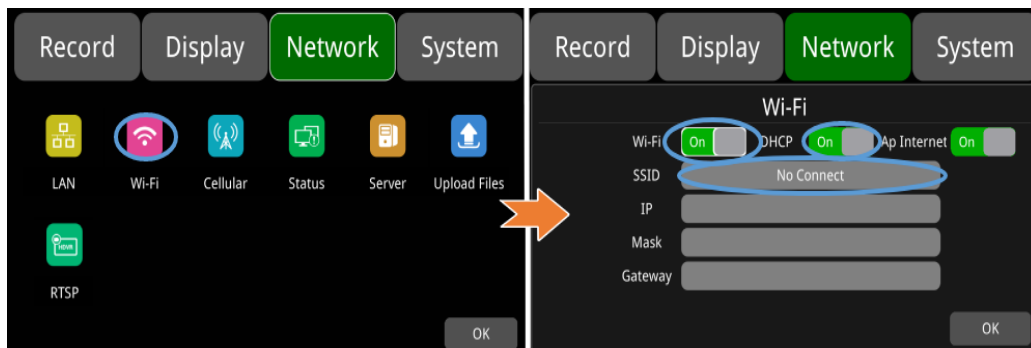 Record Display Network System
LAN Wi-Fi Cellular Status Server Upload Files
HDVR
RTSP
OK
Record Display Network System
Wi-Fi
Wi-Fi On DHCP On Ap Internet On
SSID No Connect
IP
Mask
Gateway
OK